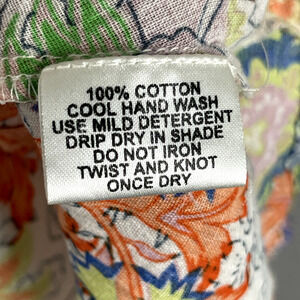 100% COTTON
COOL HAND WASH
USE MILD DETERGENT
DRIP DRY IN SHADE
DO NOT IRON
TWIST AND KNOT
ONCE DRY